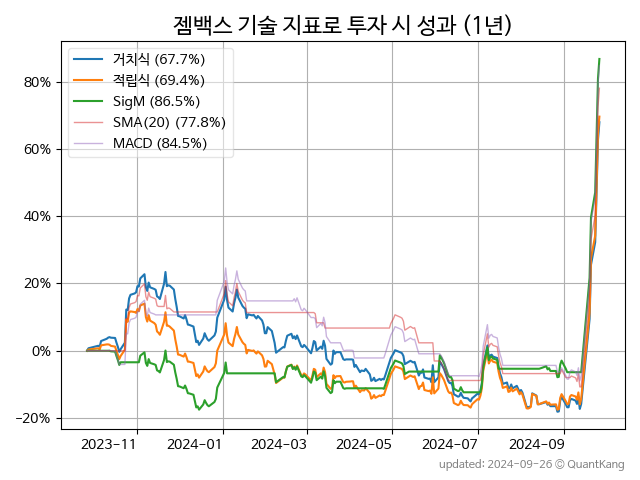 젬백스 기술 지표로 투자 시 성과 (1년)
거치식 (67.7%)
적립식 (69.4%)
SigM (86.5%)
SMA(20) (77.8%)
MACD (84.5%)
80%
60%
40%
20%
0%
−20%
2023-11 2024-01 2024-03 2024-05 2024-07 2024-09
updated: 2024-09-26 © QuantKang